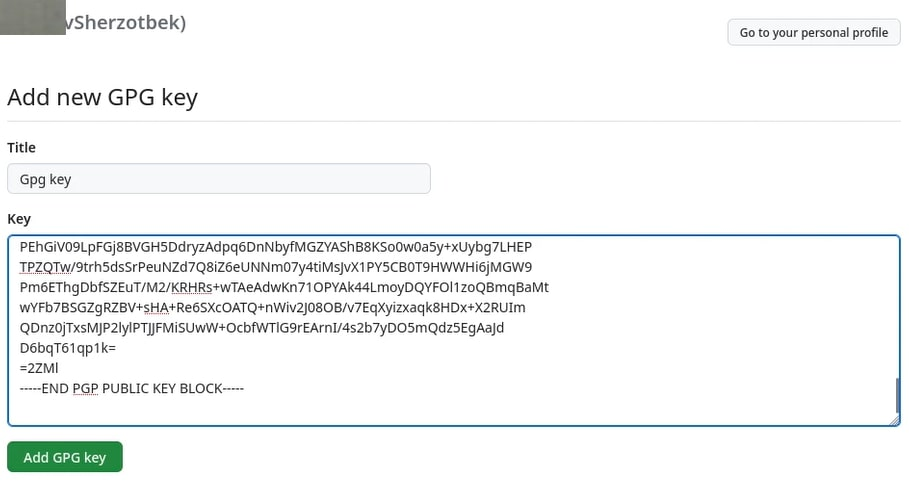 vSherzotbek)
Go to your personal profile
Add new GPG key
Title
Gpg key
Key
PEhGiV09LpFGj8BVGH5DdryzAdpq6DnNbyfMGZYAShB8KSo0w0a5y+xUybg7LHEP
TPZQTw/9trh5dsSrPeuNZd7Q8iZ6eUNNm07y4tiMsJvX1PY5CB0T9HWWHi6jMGW9
Pm6EThgDbfSZEuT/M2/KRHRs+wTAeAdwKn71OPYAk44LmoyDQYFOl1zoQBmqBaMt
wYFb7BSGZgRZBV+sHA+Re6SXcOATQ+nWiv2J08OB/v7EqXyizxaqk8HDx+X2RUIm
QDnz0jTxsMJP2lylPTJJFMiSUwW+OcbfWTlG9rEArnI/4s2b7yDO5mQdz5EgAaJd
D6bqT61qp1k=
=2ZMl
-----END PGP PUBLIC KEY BLOCK-----
Add GPG key